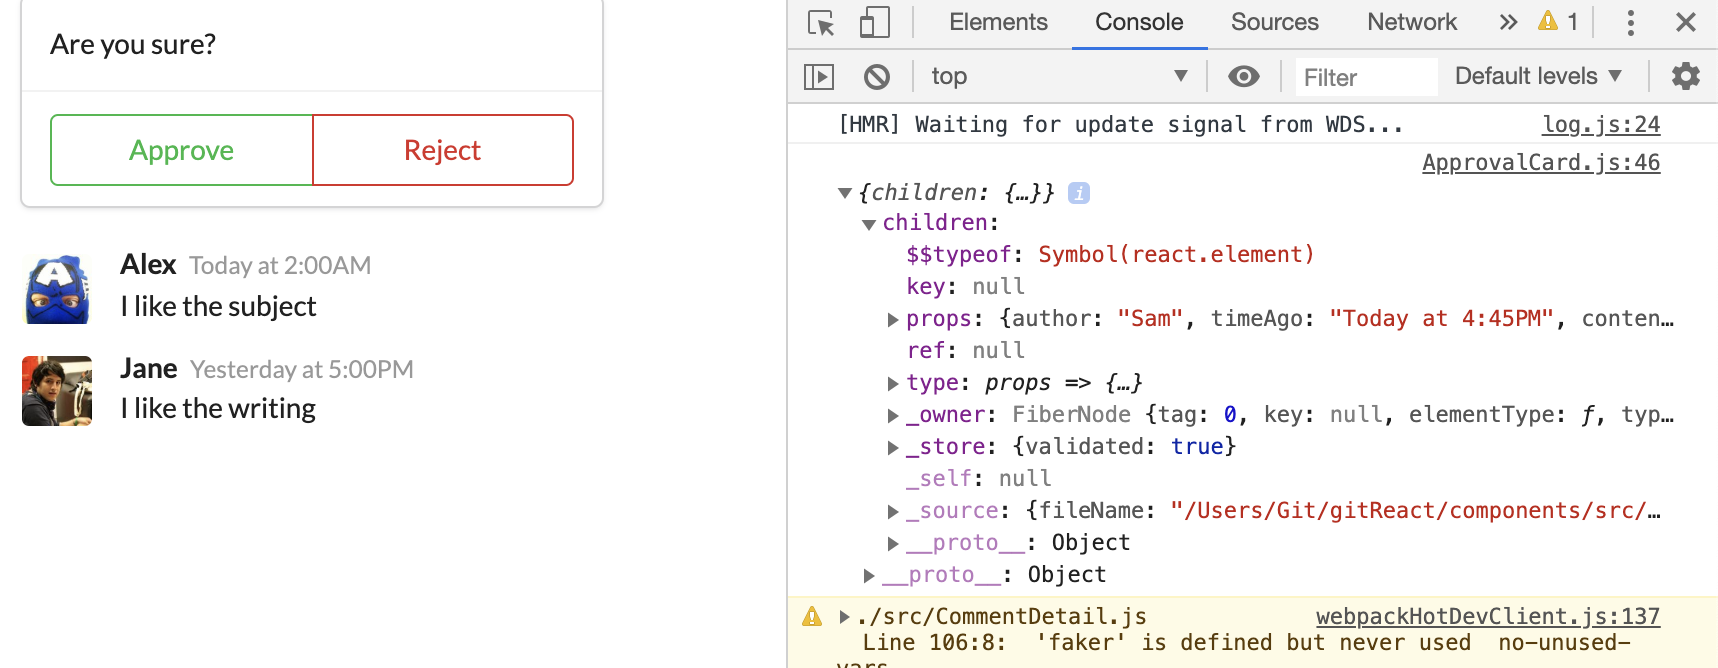 Are you sure?
Approve Reject
Alex Today at 2:00AM
I like the subject
Jane Yesterday at 5:00PM
I like the writing
Elements Console Sources Network » 1
top Filter Default levels
[HMR] Waiting for update signal from WDS... log.js:24
ApprovalCard.js:46
{children: {…}} i
children:
$$typeof: Symbol(react.element)
key: null
props: {author: "Sam", timeAgo: "Today at 4:45PM", conten…
ref: null
type: props => {…}
_owner: FiberNode {tag: 0, key: null, elementType: ƒ, typ…
_store: {validated: true}
_self: null
_source: {fileName: "/Users/Git/gitReact/components/src/…
__proto__: Object
__proto__: Object
./src/CommentDetail.js webpackHotDevClient.js:137
Line 106:8: 'faker' is defined but never used no-unused-
vars